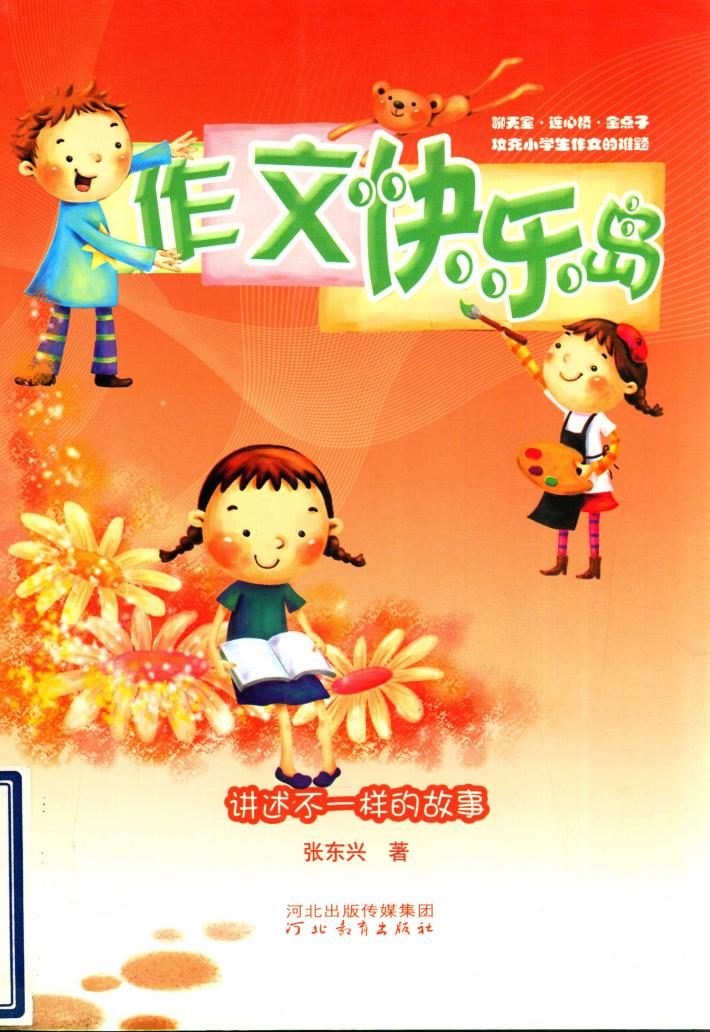 聊天室·连心桥·金点子
攻克小学生作文的难题
作文快乐岛
讲述不一样的故事
张东兴 著
河北出版传媒集团
河北教育出版社